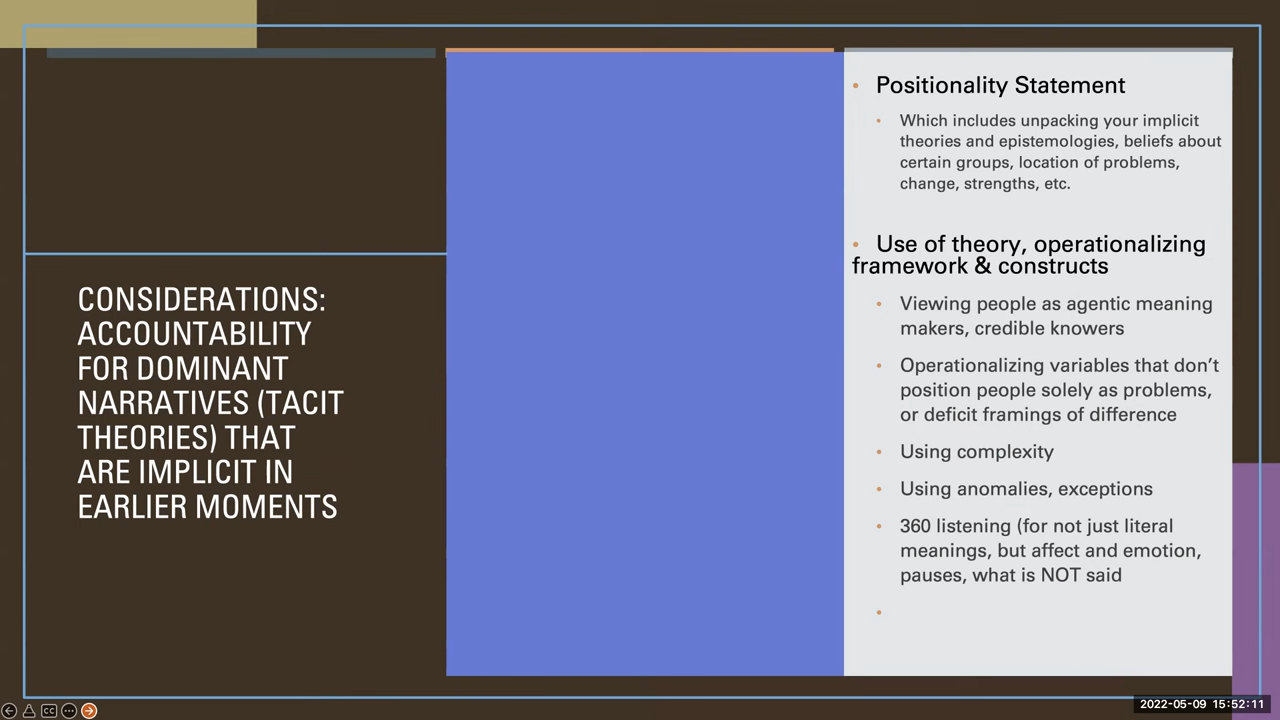 CONSIDERATIONS:
ACCOUNTABILITY
FOR DOMINANT
NARRATIVES (TACIT
THEORIES) THAT
ARE IMPLICIT IN
EARLIER MOMENTS
• Positionality Statement
• Which includes unpacking your implicit
theories and epistemologies, beliefs about
certain groups, location of problems,
change, strengths, etc.
• Use of theory, operationalizing
framework & constructs
• Viewing people as agentic meaning
makers, credible knowers
• Operationalizing variables that don't
position people solely as problems,
or deficit framings of difference
• Using complexity
• Using anomalies, exceptions
• 360 listening (for not just literal
meanings, but affect and emotion,
pauses, what is NOT said
•
CC
2022-05-09 15:52:11